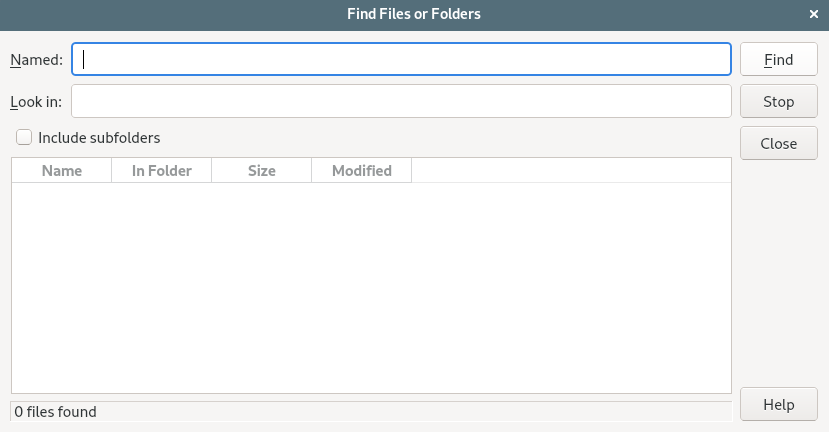 Find Files or Folders
Named:
Find
Look in:
Stop
Include subfolders
Close
Name In Folder Size Modified
0 files found
Help